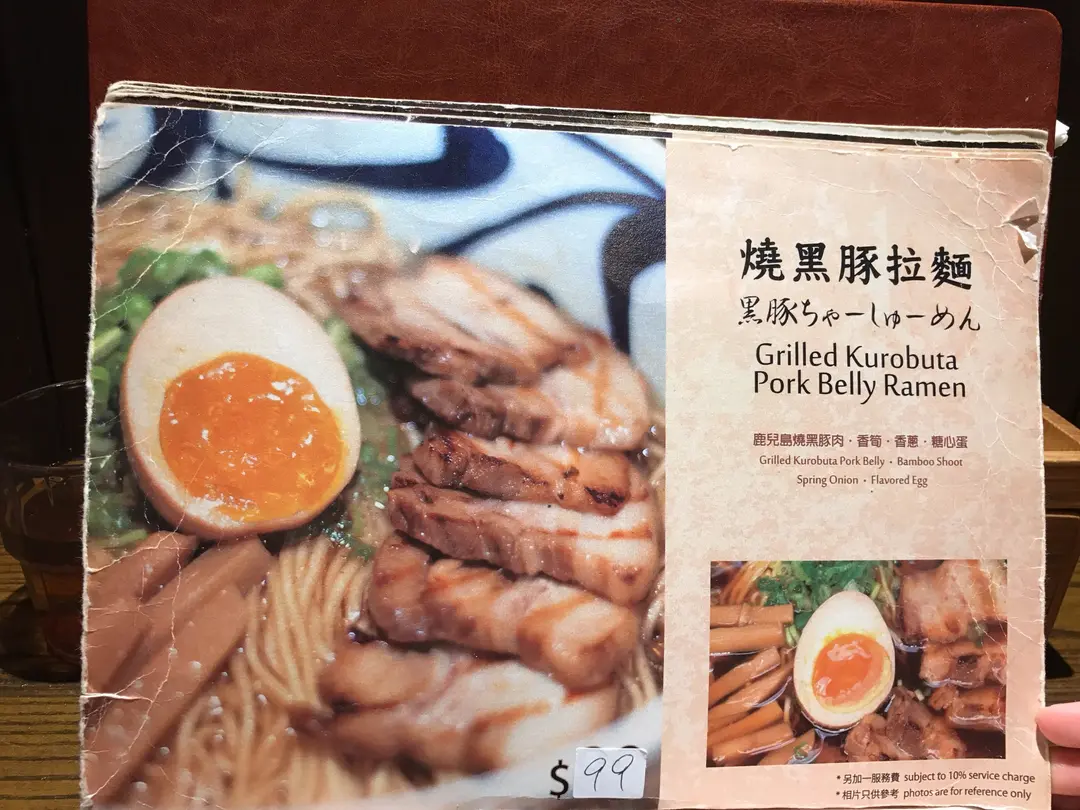 燒黑豚拉麵
黒豚ちゃーしゅーめん
Grilled Kurobuta
Pork Belly Ramen
鹿兒島燒黑豚肉・香筍・香蔥・糖心蛋
Grilled Kurobuta Pork Belly • Bamboo Shoot
Spring Onion • Flavored Egg
$99
*另加一服務費 subject to 10% service charge
*相片只供參考 photos are for reference only